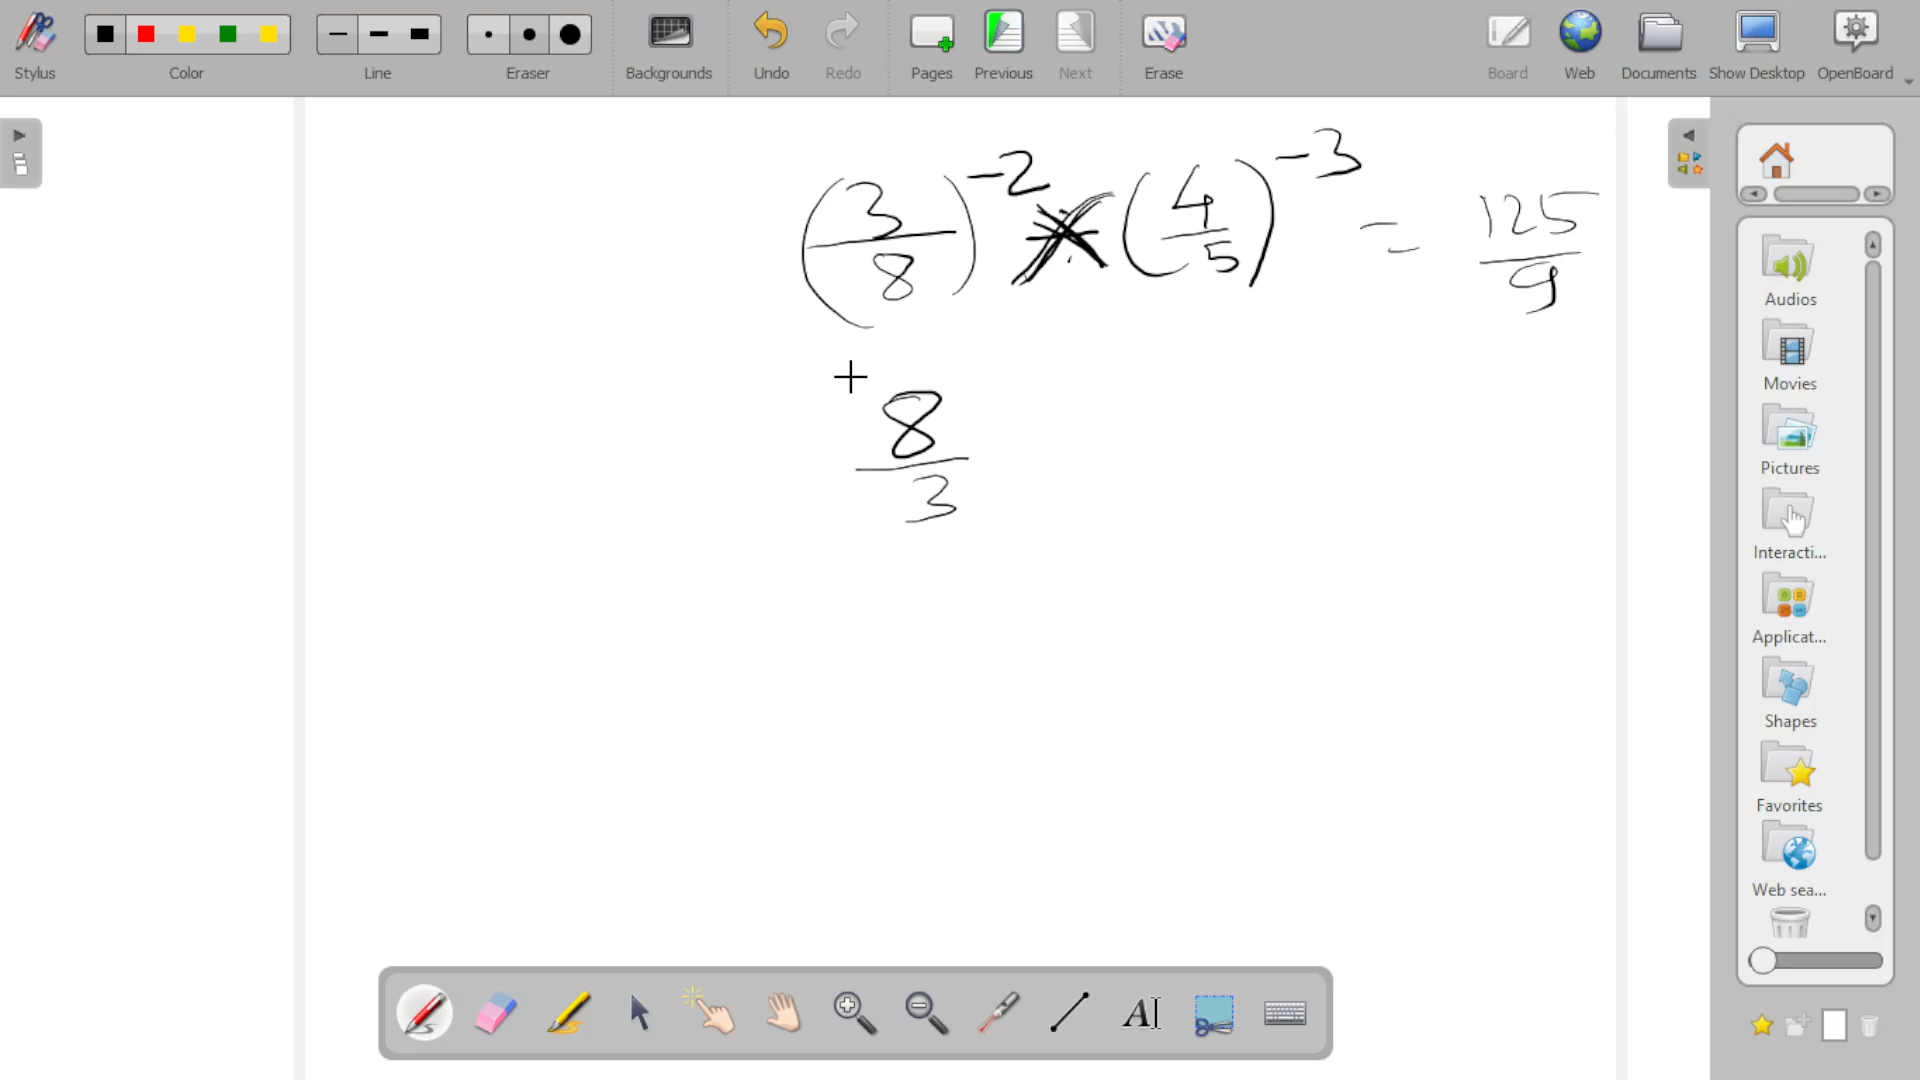 Stylus Color Line Eraser Backgrounds Undo Redo Pages Previous Next Erase Board Web Documents Show Desktop OpenBoard
(3/8)^-2 × (4/5)^-3 = 125/9
8/3
Audios
Movies
Pictures
Interacti...
Applicat...
Shapes
Favorites
Web sea...
A